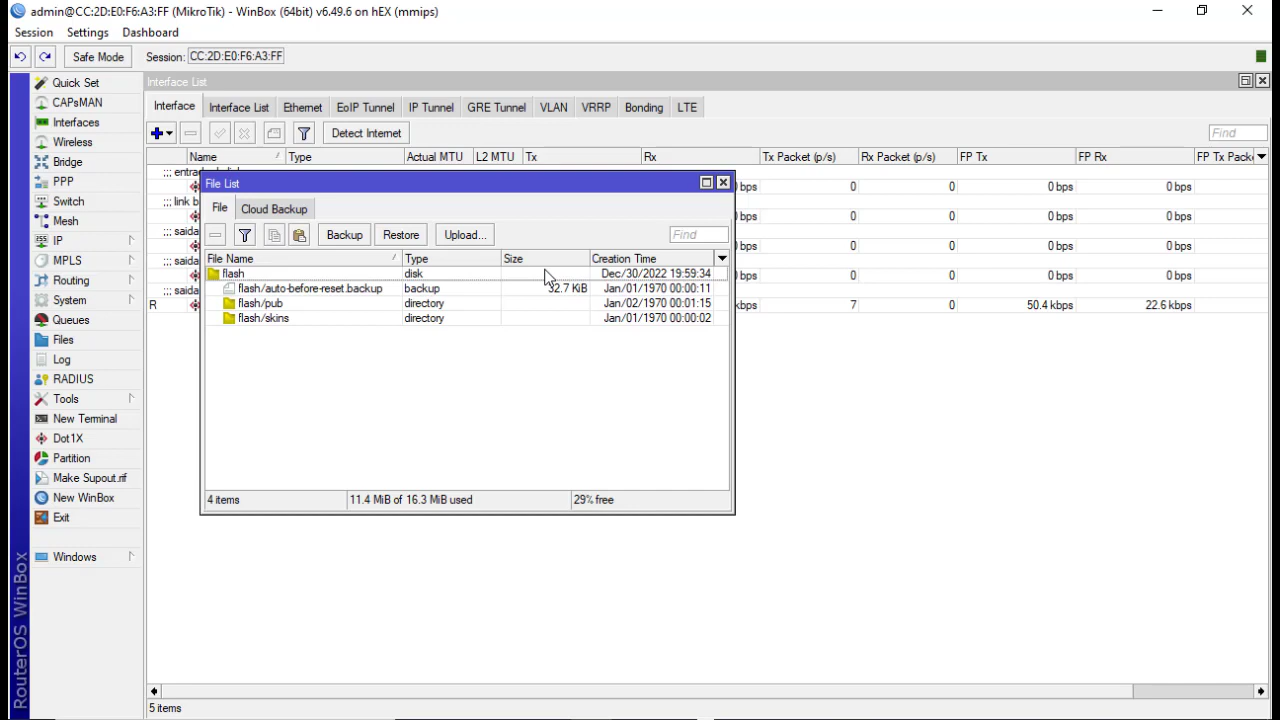 admin@CC:2D:E0:F6:A3:FF (MikroTik) - WinBox (64bit) v6.49.6 on hEX (mmips)
Session Settings Dashboard
Safe Mode Session: CC:2D:E0:F6:A3:FF
Quick Set
CAPsMAN
Interfaces
Wireless
Bridge
PPP
Switch
Mesh
IP
MPLS
Routing
System
Queues
Files
Log
RADIUS
Tools
New Terminal
Dot1X
Partition
Make Supout.rif
New WinBox
Exit
Windows
RouterOS WinBox
Interface List
Interface Interface List Ethernet EoIP Tunnel IP Tunnel GRE Tunnel VLAN VRRP Bonding LTE
Detect Internet Find
Name Type Actual MTU L2 MTU Tx Rx Tx Packet (p/s) Rx Packet (p/s) FP Tx FP Rx FP Tx Pack
;;; entra
bps 0 0 0 bps 0 bps
;;; link b
bps 0 0 0 bps 0 bps
;;; saida
bps 0 0 0 bps 0 bps
;;; saida
bps 0 0 0 bps 0 bps
;;; saida
R kbps 7 0 50.4 kbps 22.6 kbps
File List
File Cloud Backup
Backup Restore Upload... Find
File Name Type Size Creation Time
flash disk Dec/30/2022 19:59:34
flash/auto-before-reset.backup backup 32.7 KiB Jan/01/1970 00:00:11
flash/pub directory Jan/02/1970 00:01:15
flash/skins directory Jan/01/1970 00:00:02
4 items 11.4 MiB of 16.3 MiB used 29% free
5 items